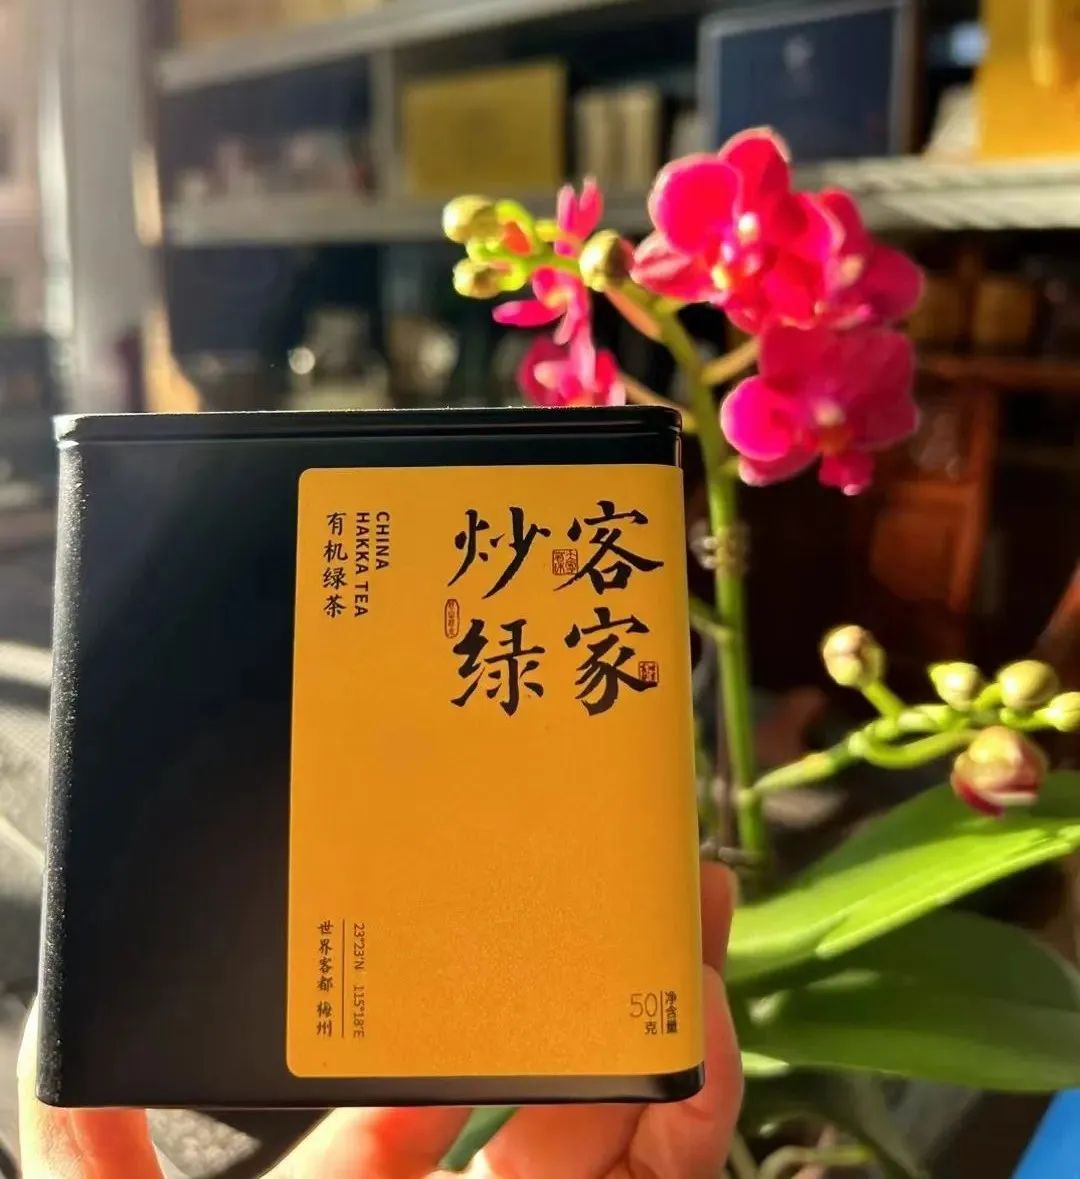 客家
炒绿
CHINA
HAKKA TEA
有机绿茶
23°23'N 115°18'E
世界客都 梅州
净含量
50克